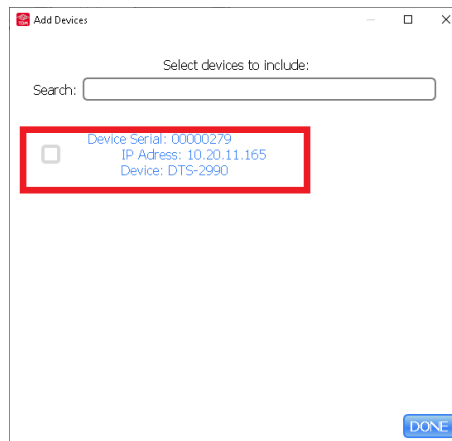 Add Devices
Select devices to include:
Search:
Device Serial: 00000279
IP Adress: 10.20.11.165
Device: DTS-2990
DONE